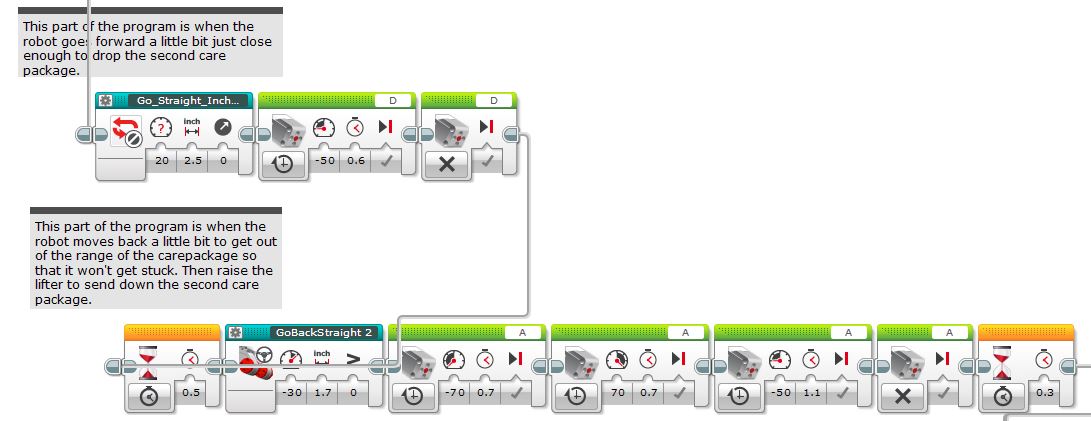 This part of the program is when the
robot goes forward a little bit just close
enough to drop the second care
package.
Go_Straight_Inch... D D
inch
20 2.5 0 -50 0.6
This part of the program is when the
robot moves back a little bit to get out
of the range of the carepackage so
that it won't get stuck. Then raise the
lifter to send down the second care
package.
GoBackStraight 2 A A A A
inch
0.5 -30 1.7 0 -70 0.7 70 0.7 -50 1.1 0.3